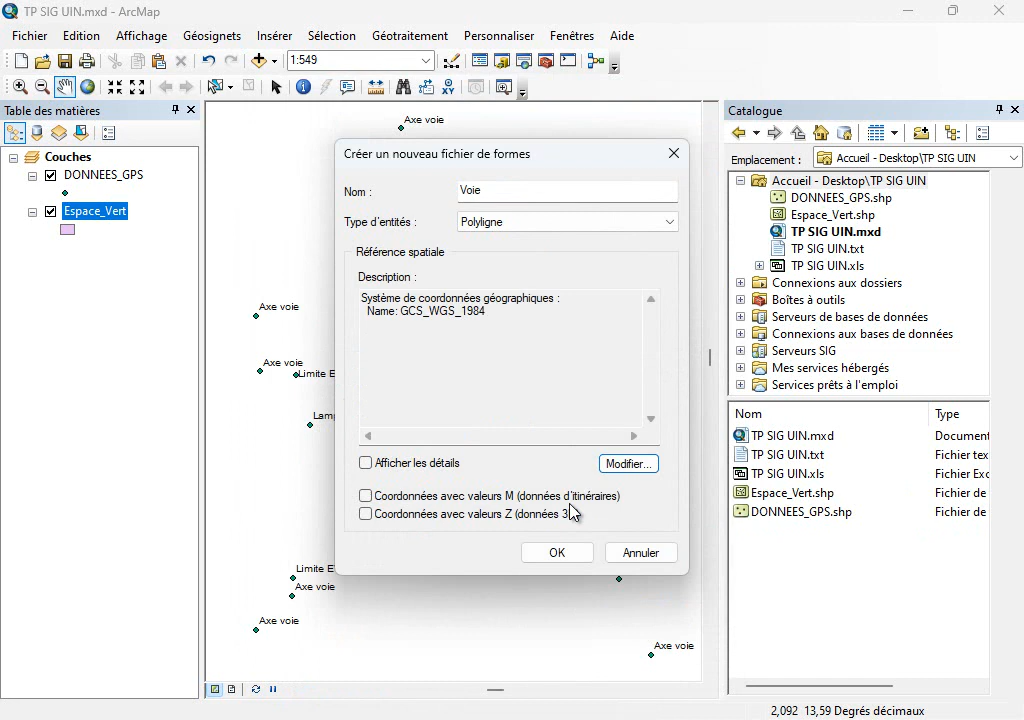 TP SIG UIN.mxd - ArcMap
Fichier Edition Affichage Géosignets Insérer Sélection Géotraitement Personnaliser Fenêtres Aide
1:549
Table des matières
Couches
DONNEES_GPS
Espace_Vert
Axe voie
Axe voie
Axe voie
Limite E
Lam
Limite E
Axe voie
Axe voie
Axe voie
Créer un nouveau fichier de formes
Nom :
Voie
Type d'entités :
Polyligne
Référence spatiale
Description :
Système de coordonnées géographiques :
Name: GCS_WGS_1984
Afficher les détails
Modifier...
Coordonnées avec valeurs M (données d'itinéraires)
Coordonnées avec valeurs Z (données 3
OK
Annuler
Catalogue
Emplacement :
Accueil - Desktop\TP SIG UIN
Accueil - Desktop\TP SIG UIN
DONNEES_GPS.shp
Espace_Vert.shp
TP SIG UIN.mxd
TP SIG UIN.txt
TP SIG UIN.xls
Connexions aux dossiers
Boîtes à outils
Serveurs de bases de données
Connexions aux bases de données
Serveurs SIG
Mes services hébergés
Services prêts à l'emploi
Nom Type
TP SIG UIN.mxd Document
TP SIG UIN.txt Fichier tex
TP SIG UIN.xls Fichier Exc
Espace_Vert.shp Fichier de
DONNEES_GPS.shp Fichier de
2,092 13,59 Degrés décimaux